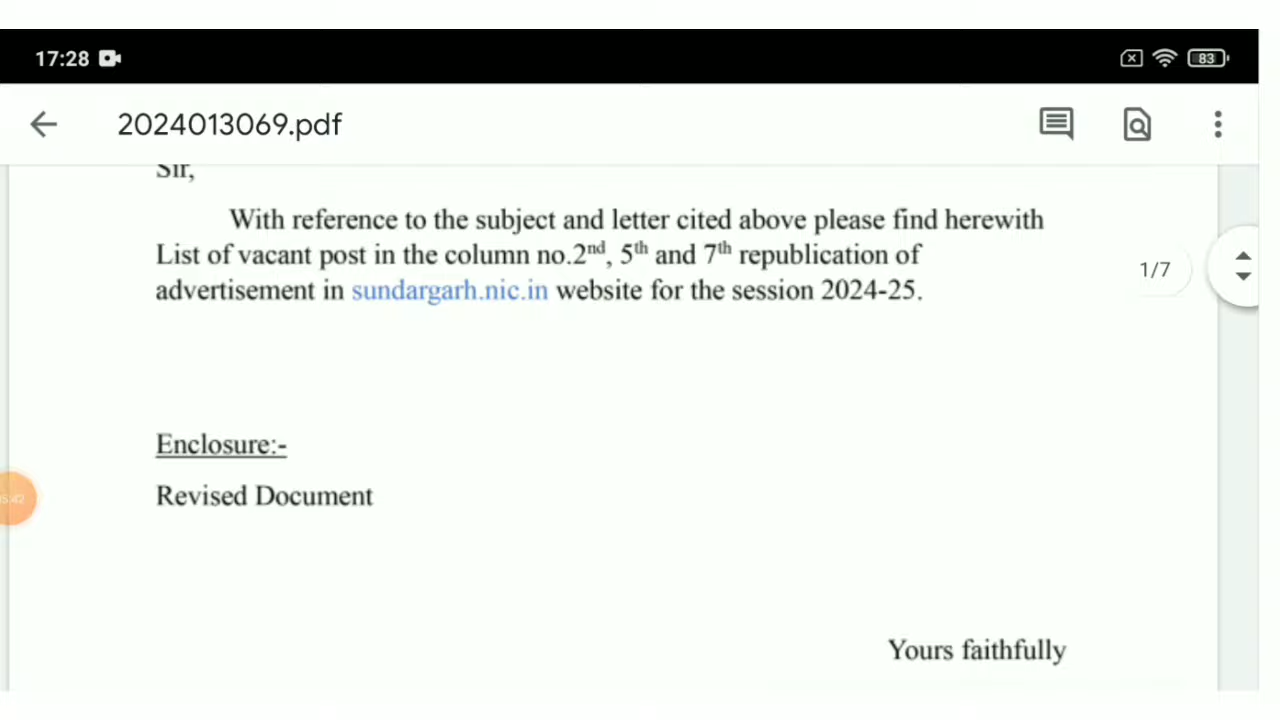 17:28
83
2024013069.pdf
Sir,
With reference to the subject and letter cited above please find herewith
List of vacant post in the column no.2nd, 5th and 7th republication of
1/7
advertisement in sundargarh.nic.in website for the session 2024-25.
Enclosure:-
Revised Document
Yours faithfully